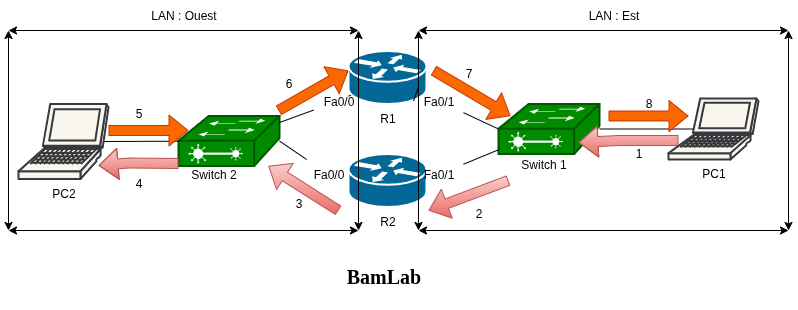 LAN : Ouest
LAN : Est
6
7
Fa0/0
Fa0/1
R1
5
8
Switch 2
Switch 1
4
1
PC2
PC1
Fa0/0
Fa0/1
3
2
R2
BamLab